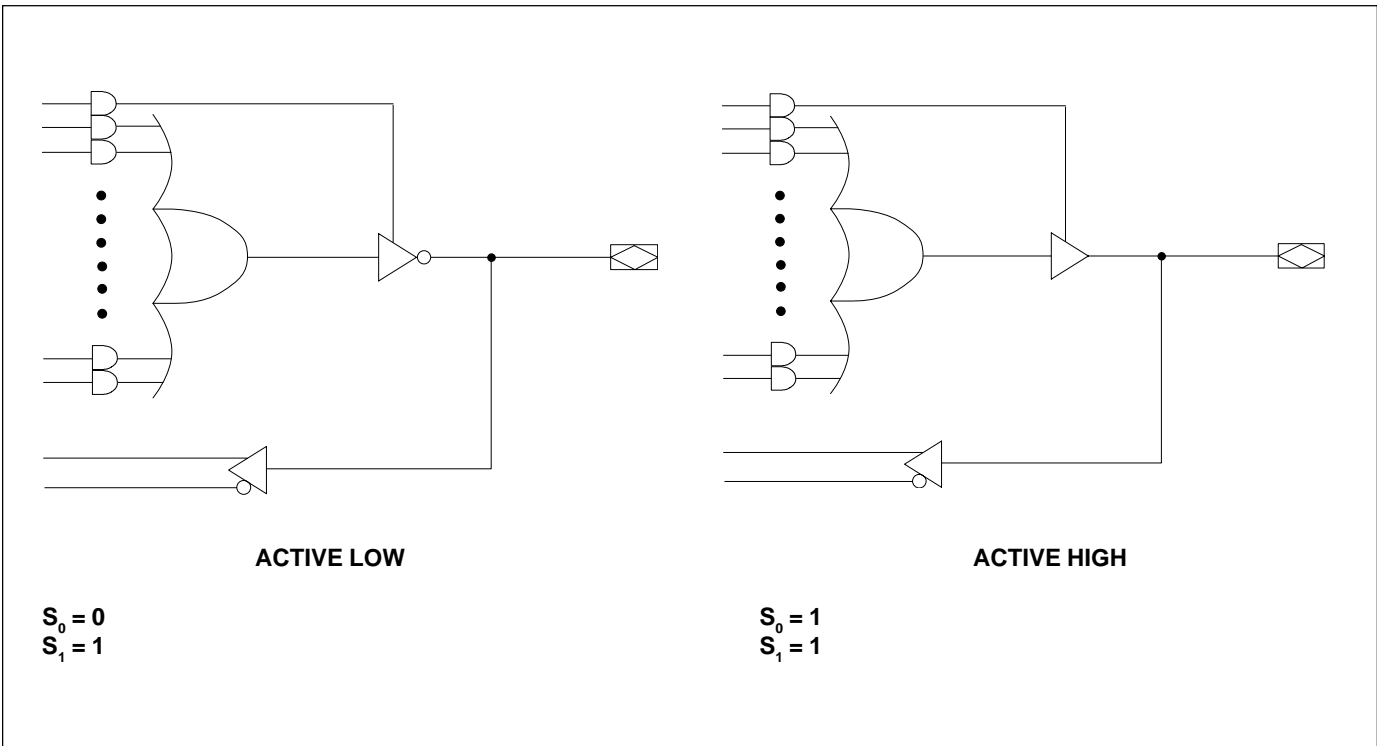 ACTIVE LOW
ACTIVE HIGH
S₀ = 0
S₁ = 1
S₀ = 1
S₁ = 1